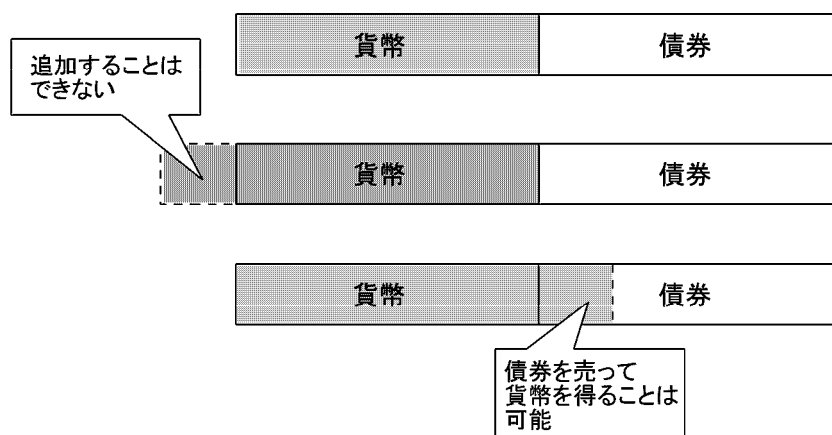 貨幣 債券
追加することは
できない
貨幣 債券
貨幣 債券
債券を売って
貨幣を得ることは
可能